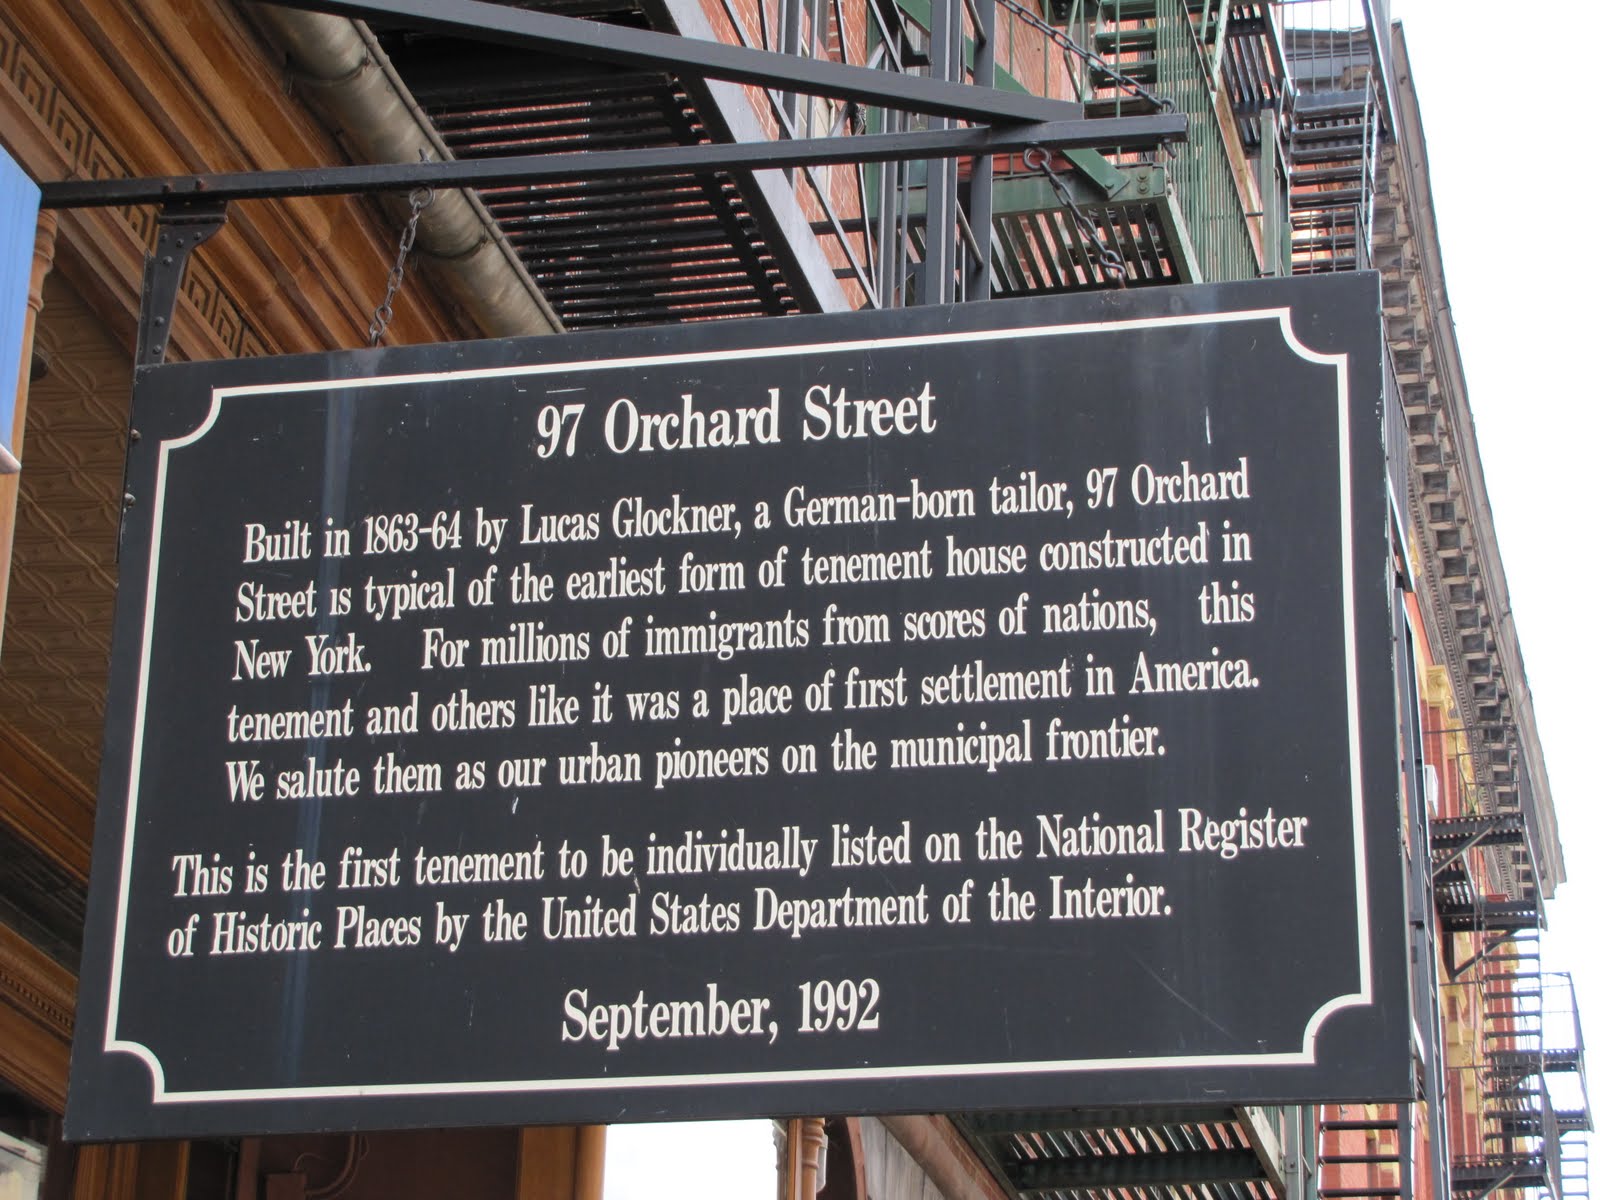 97 Orchard Street
Built in 1863-64 by Lucas Glockner, a German-born tailor, 97 Orchard
Street is typical of the earliest form of tenement house constructed in
New York. For millions of immigrants from scores of nations, this
tenement and others like it was a place of first settlement in America.
We salute them as our urban pioneers on the municipal frontier.
This is the first tenement to be individually listed on the National Register
of Historic Places by the United States Department of the Interior.
September, 1992